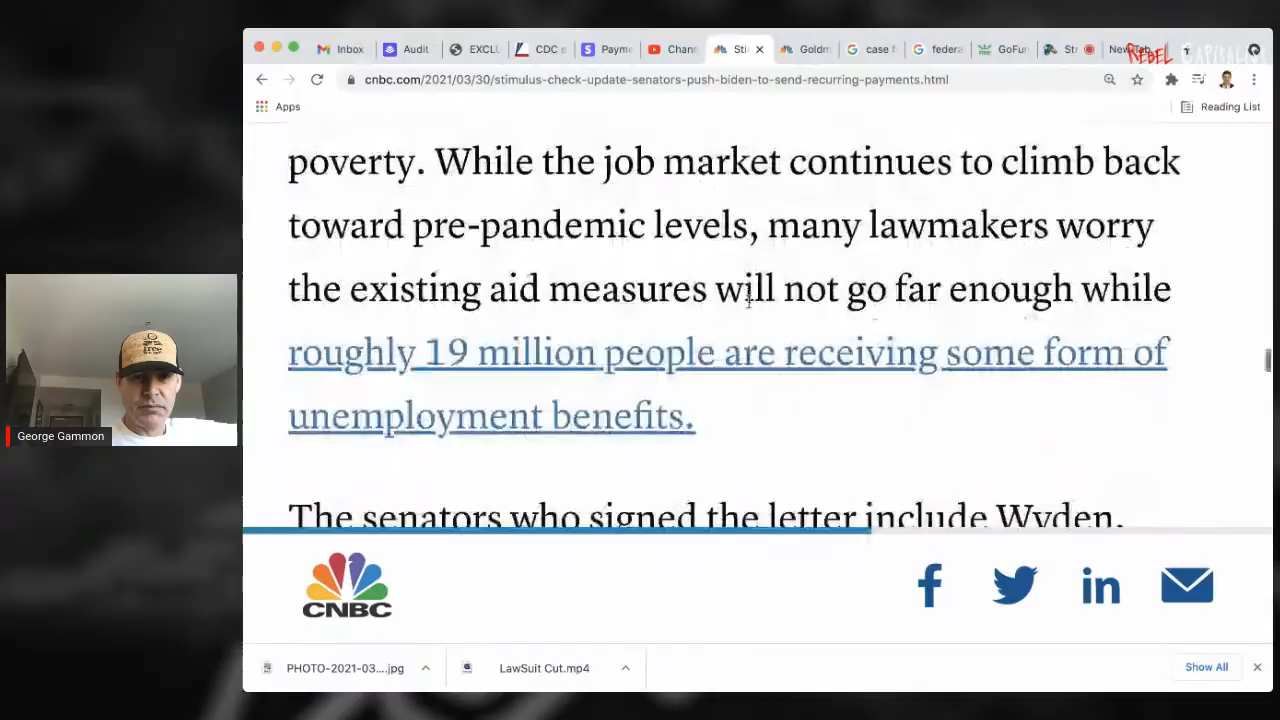 Inbox
Audit
EXCLU
CDC e
Payme
Chann
Sti
Goldm
case f
federa
GoFun
St
New Tab
REBEL CAPITALIST
cnbc.com/2021/03/30/stimulus-check-update-senators-push-biden-to-send-recurring-payments.html
Apps
Reading List
poverty. While the job market continues to climb back
toward pre-pandemic levels, many lawmakers worry
the existing aid measures will not go far enough while
roughly 19 million people are receiving some form of
unemployment benefits.
The senators who signed the letter include Wyden,
George Gammon
CNBC
PHOTO-2021-03....jpg
LawSuit Cut.mp4
Show All